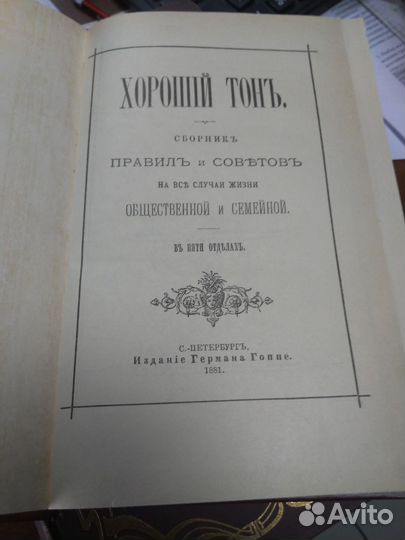 ХОРОШІЙ ТОНЪ.
СБОРНИКЪ
ПРАВИЛЪ и СОВѢТОВЪ
НА ВСѢ СЛУЧАИ ЖИЗНИ
ОБЩЕСТВЕННОЙ и СЕМЕЙНОЙ.
ВЪ ПЯТИ ОТДѢЛАХЪ.
С.-ПЕТЕРБУРГЪ.
Изданіе Германа Гоппе.
1881.
Avito